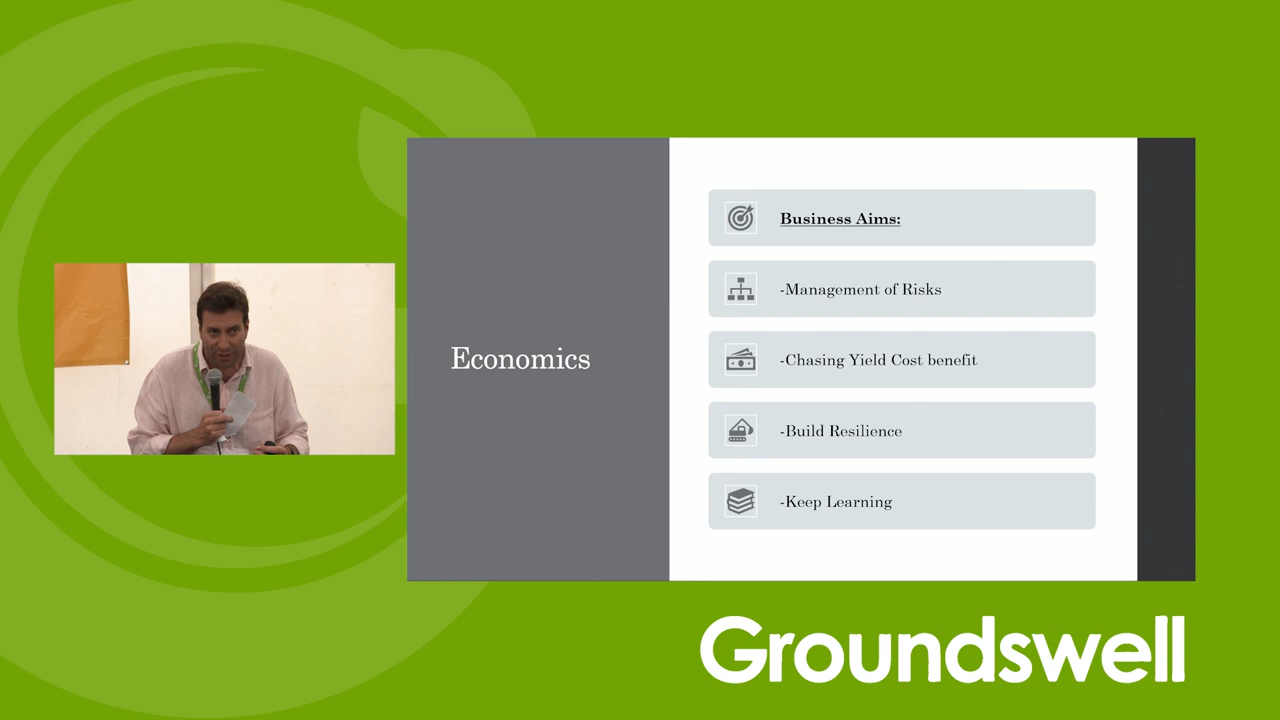 Economics
Business Aims:
-Management of Risks
-Chasing Yield Cost benefit
-Build Resilience
-Keep Learning
Groundswell